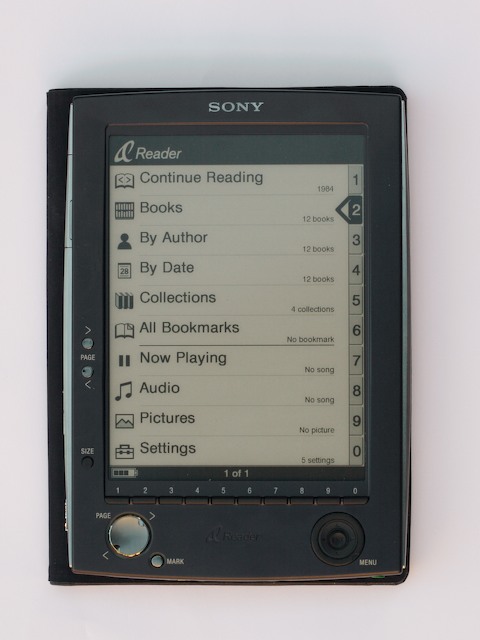 SONY
Reader
Continue Reading 1
1984
Books 2
12 books
By Author 3
12 books
28 By Date 4
12 books
Collections 5
4 collections
All Bookmarks 6
No bookmark
Now Playing 7
No song
Audio 8
No song
Pictures 9
No picture
Settings 0
5 settings
1 of 1
PAGE
SIZE
1 2 3 4 5 6 7 8 9 0
PAGE
Reader
MARK
MENU